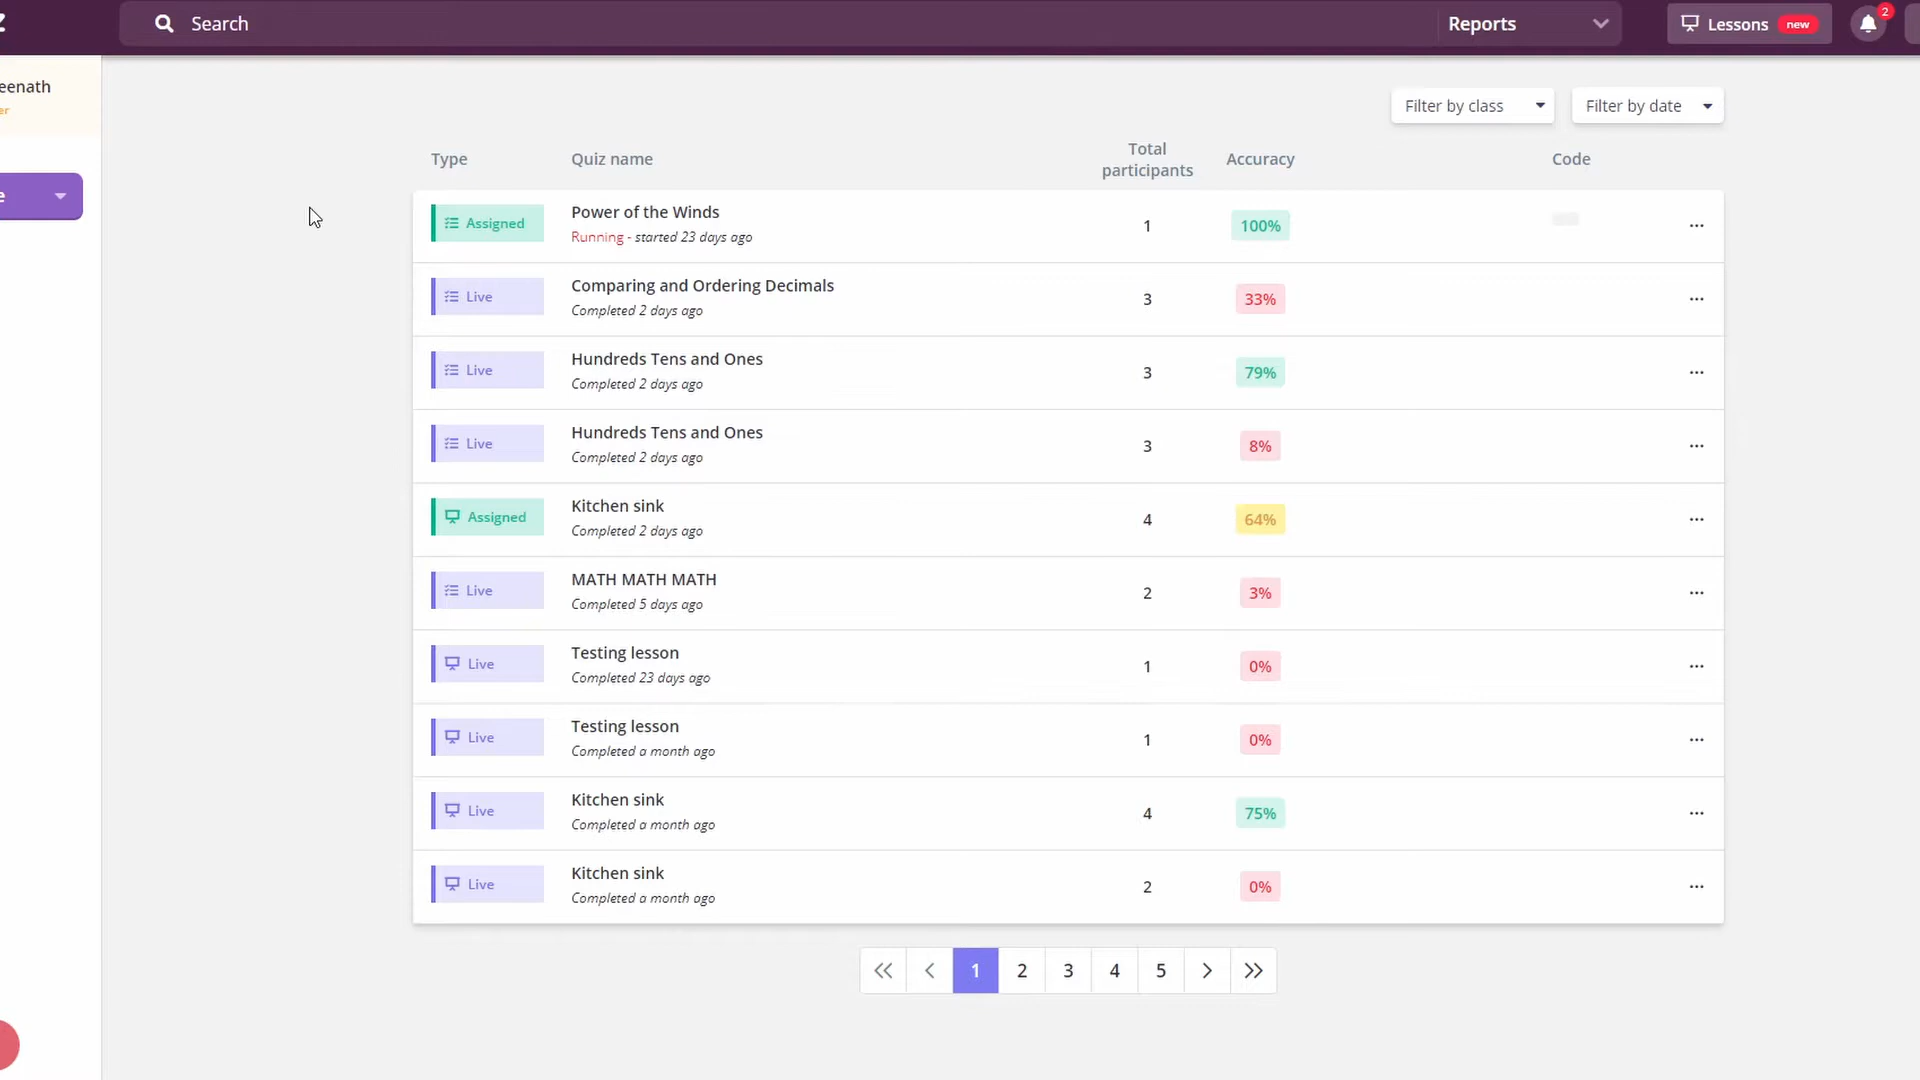 Search
Reports
Lessons new
2
eenath
er
e
Filter by class
Filter by date
Type Quiz name Total participants Accuracy Code
Assigned Power of the Winds 1 100% ...
Running - started 23 days ago
Live Comparing and Ordering Decimals 3 33% ...
Completed 2 days ago
Live Hundreds Tens and Ones 3 79% ...
Completed 2 days ago
Live Hundreds Tens and Ones 3 8% ...
Completed 2 days ago
Assigned Kitchen sink 4 64% ...
Completed 2 days ago
Live MATH MATH MATH 2 3% ...
Completed 5 days ago
Live Testing lesson 1 0% ...
Completed 23 days ago
Live Testing lesson 1 0% ...
Completed a month ago
Live Kitchen sink 4 75% ...
Completed a month ago
Live Kitchen sink 2 0% ...
Completed a month ago
1 2 3 4 5